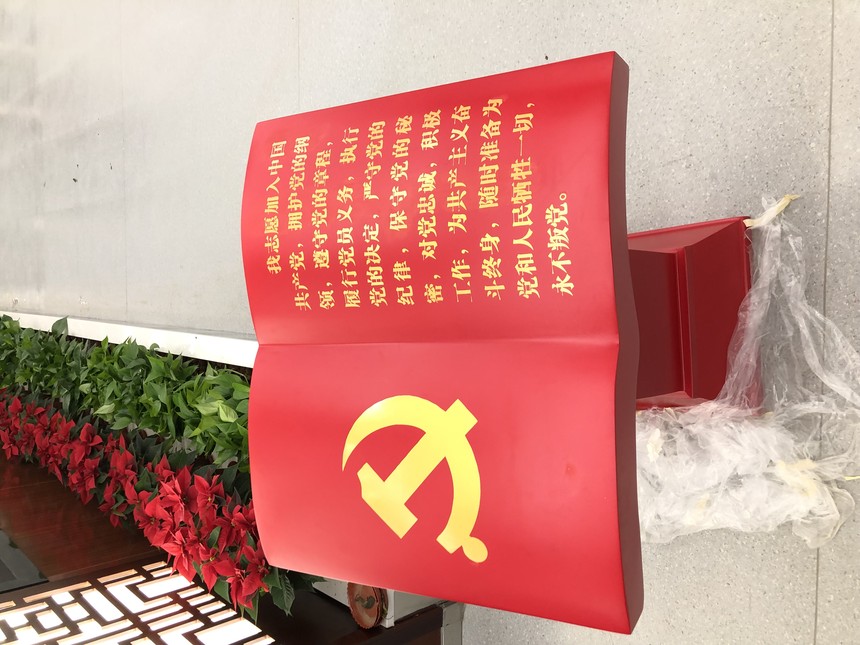 我志愿加入中国
共产党，拥护党的纲
领，遵守党的章程，
履行党员义务，执行
党的决定，严守党的
纪律，保守党的秘
密，对党忠诚，积极
工作，为共产主义奋
斗终身，随时准备为
党和人民牺牲一切，
永不叛党。